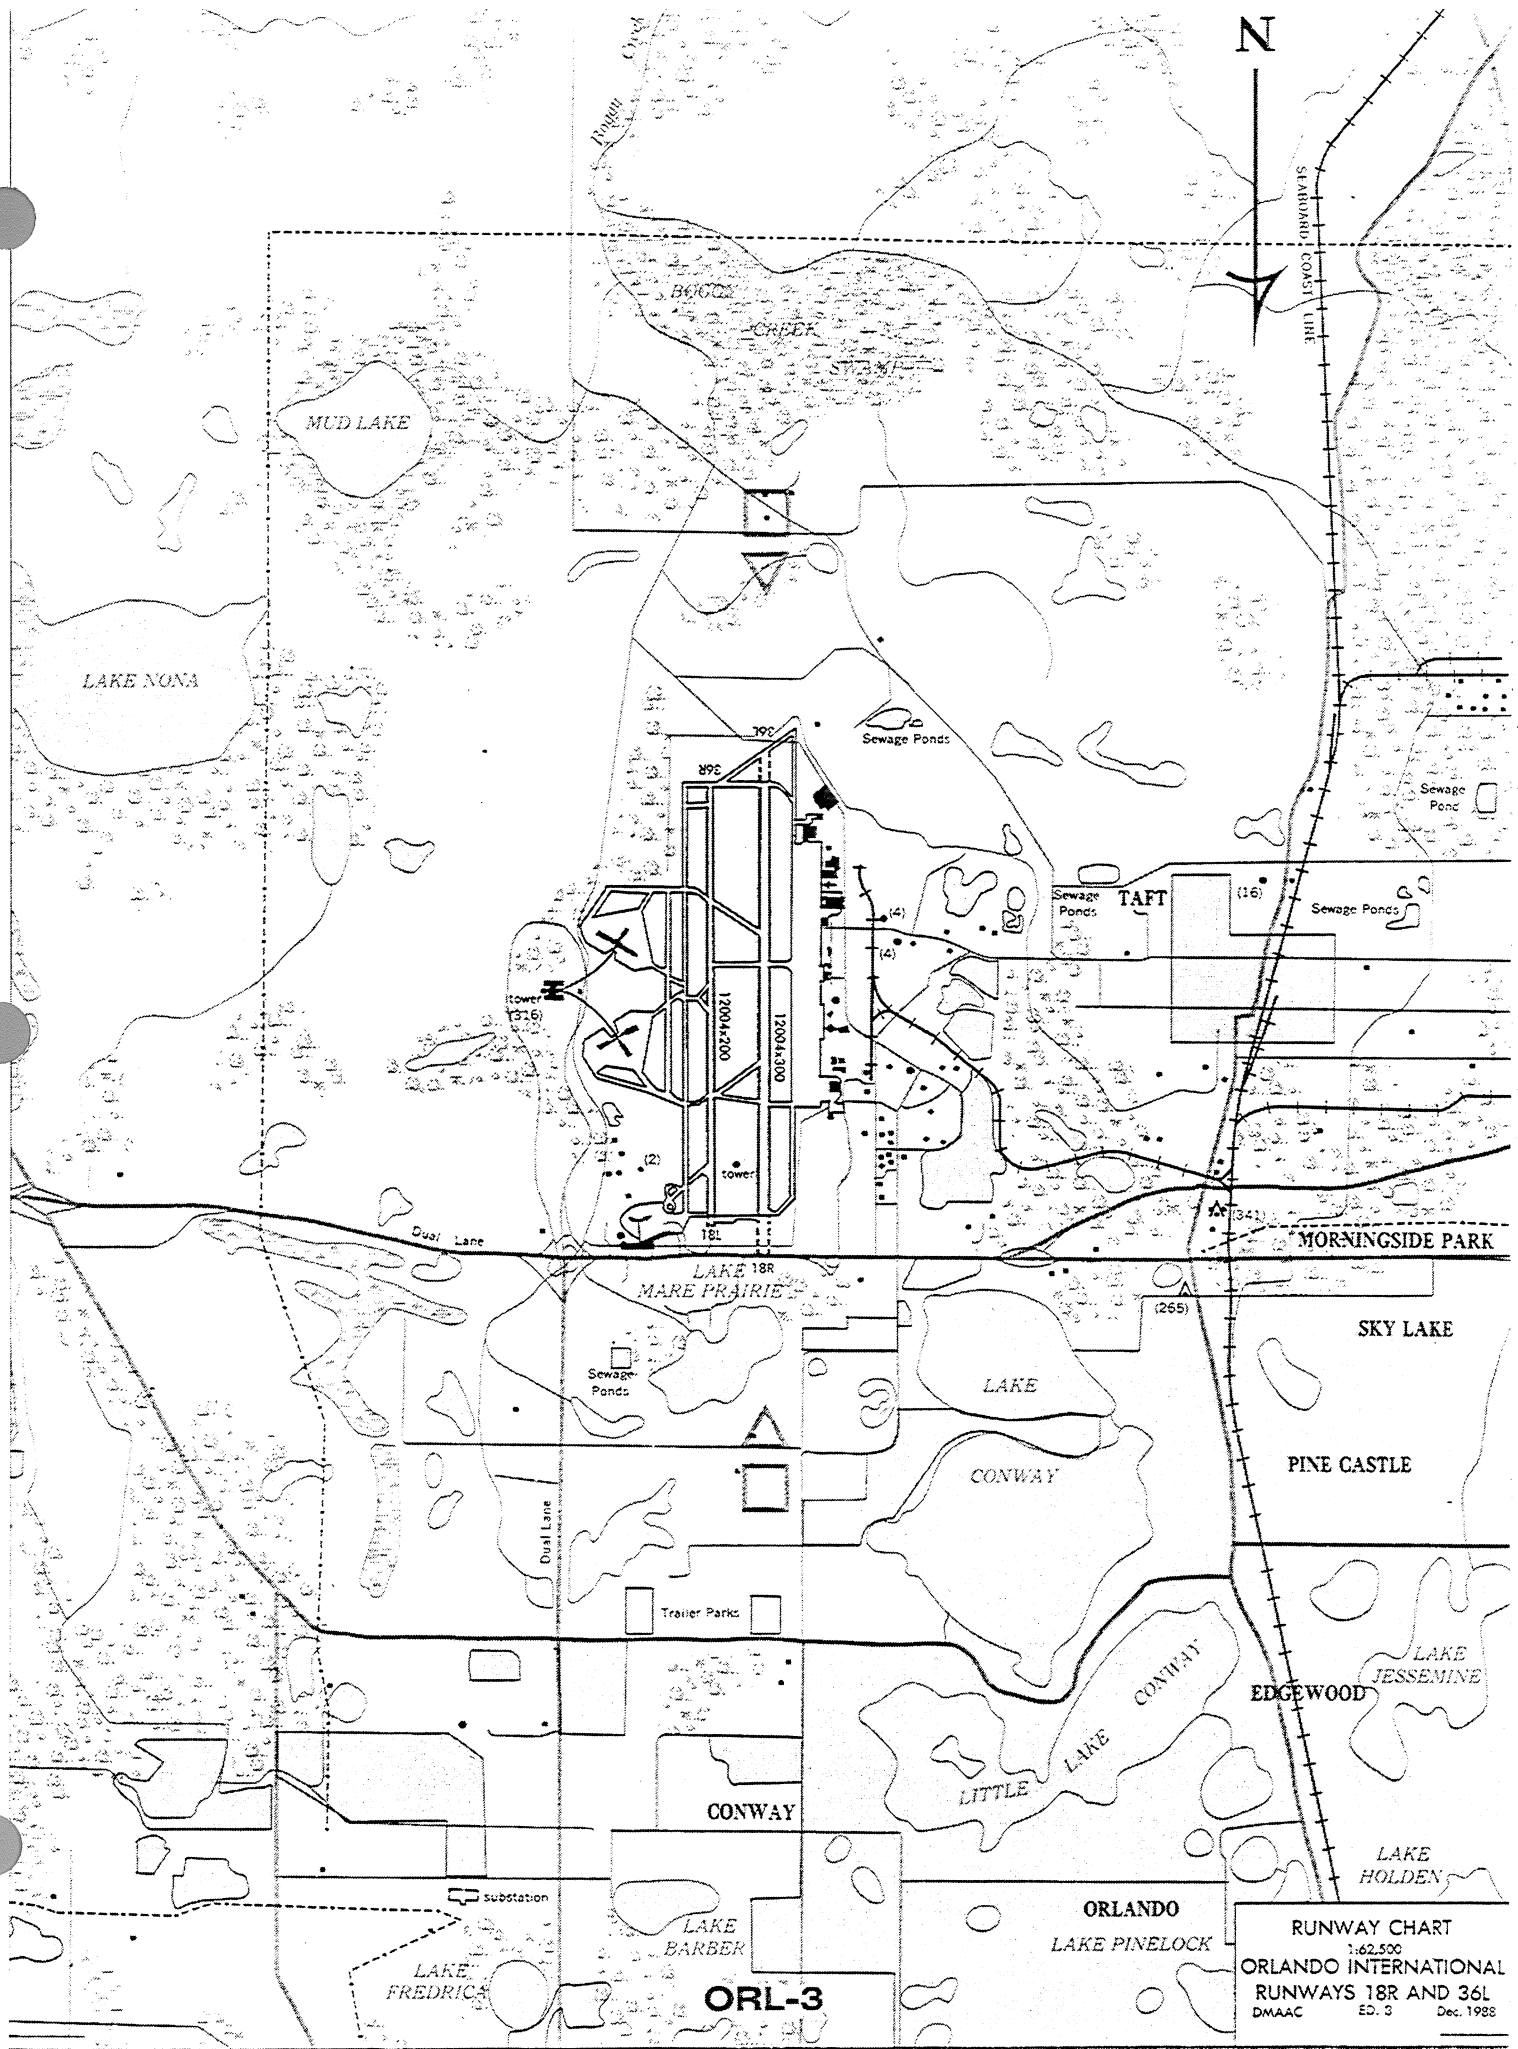 N
Boggy
Creek
SEABOARD COAST LINE
BOGGY
CREEK
SWAMP
MUD LAKE
LAKE NONA
36L
Sewage Ponds
36R
Sewage
Pond
Sewage
Ponds
TAFT
(16)
Sewage Ponds
(4)
(4)
tower
(316)
12004x200
12004x300
(2)
tower
(341)
Dual Lane
18L
MORNINGSIDE PARK
LAKE
MARE PRAIRIE
18R
(265)
SKY LAKE
Sewage
Ponds
LAKE
CONWAY
PINE CASTLE
Dual Lane
Trailer Parks
LITTLE LAKE CONWAY
LAKE
JESSEMINE
EDGEWOOD
CONWAY
LAKE
HOLDEN
substation
LAKE
BARBER
ORLANDO
LAKE PINELOCK
LAKE
FREDRICA
ORL-3
RUNWAY CHART
1:62,500
ORLANDO INTERNATIONAL
RUNWAYS 18R AND 36L
DMAAC ED. 3 Dec. 1988